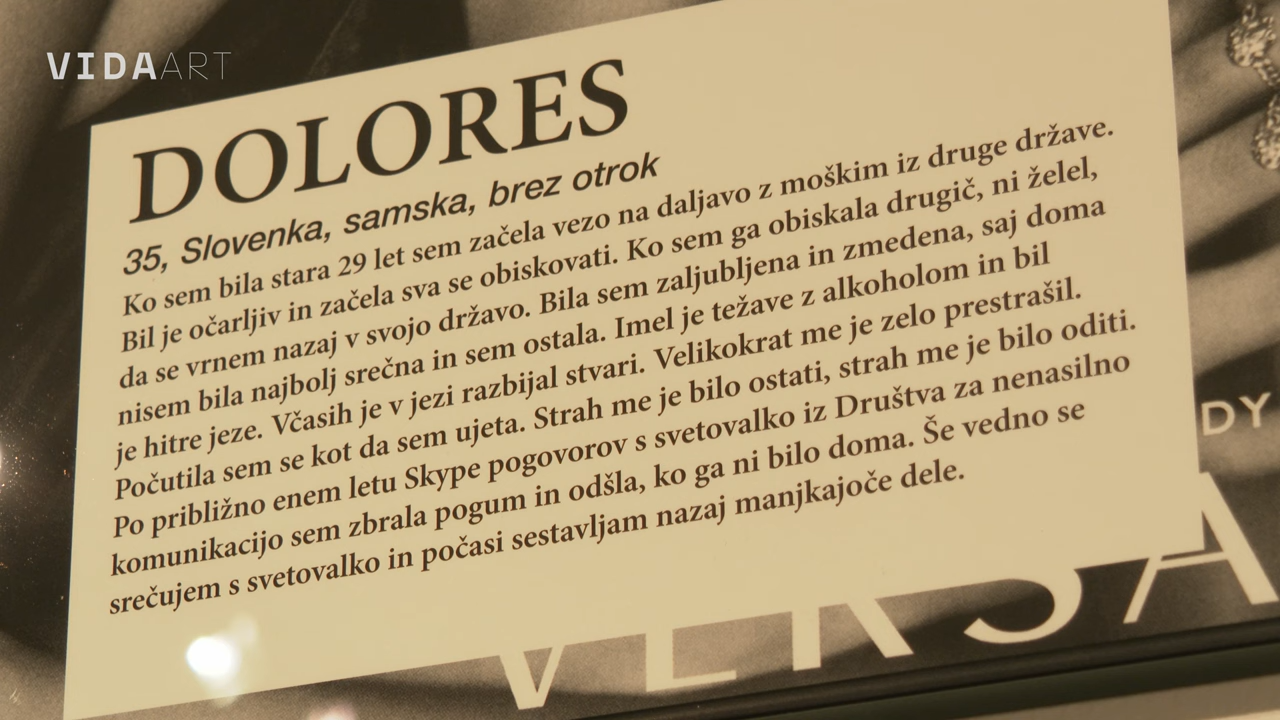 VIDAART
DOLORES
35, Slovenka, samska, brez otrok
Ko sem bila stara 29 let sem začela vezo na daljavo z moškim iz druge države.
Bil je očarljiv in začela sva se obiskovati. Ko sem ga obiskala drugič, ni želel,
da se vrnem nazaj v svojo državo. Bila sem zaljubljena in zmedena, saj doma
nisem bila najbolj srečna in sem ostala. Imel je težave z alkoholom in bil
je hitre jeze. Včasih je v jezi razbijal stvari. Velikokrat me je zelo prestrašil.
Počutila sem se kot da sem ujeta. Strah me je bilo ostati, strah me je bilo oditi.
Po približno enem letu Skype pogovorov s svetovalko iz Društva za nenasilno
komunikacijo sem zbrala pogum in odšla, ko ga ni bilo doma. Še vedno se
srečujem s svetovalko in počasi sestavljam nazaj manjkajoče dele.
DY
VERSA